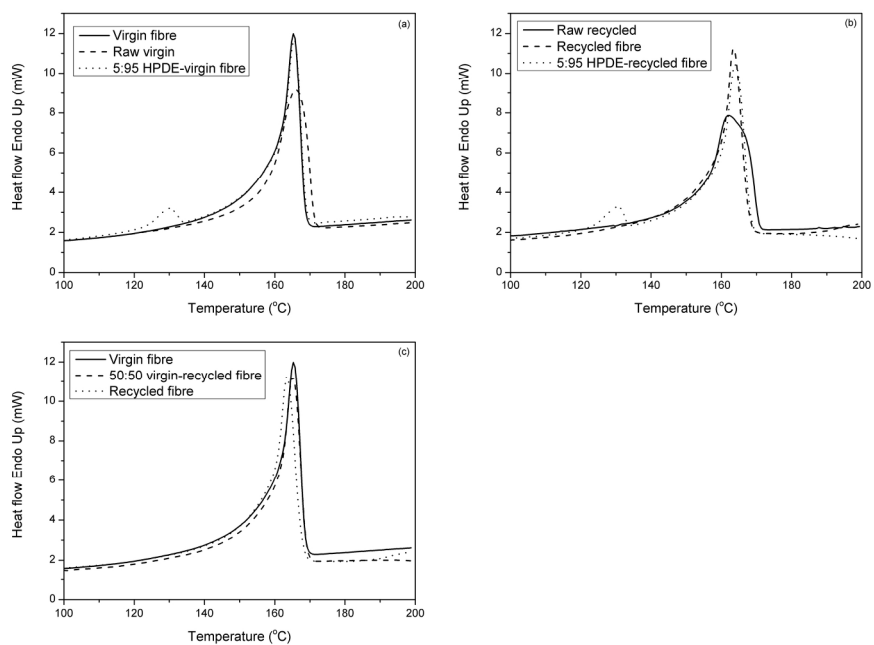 (a)
Virgin fibre
Raw virgin
5:95 HPDE-virgin fibre
Heat flow Endo Up (mW)
12
10
8
6
4
2
0
100 120 140 160 180 200
Temperature (°C)
(b)
Raw recycled
Recycled fibre
5:95 HPDE-recycled fibre
Heat flow Endo Up (mW)
12
10
8
6
4
2
0
100 120 140 160 180 200
Temperature (°C)
(c)
Virgin fibre
50:50 virgin-recycled fibre
Recycled fibre
Heat flow Endo Up (mW)
12
10
8
6
4
2
0
100 120 140 160 180 200
Temperature (°C)